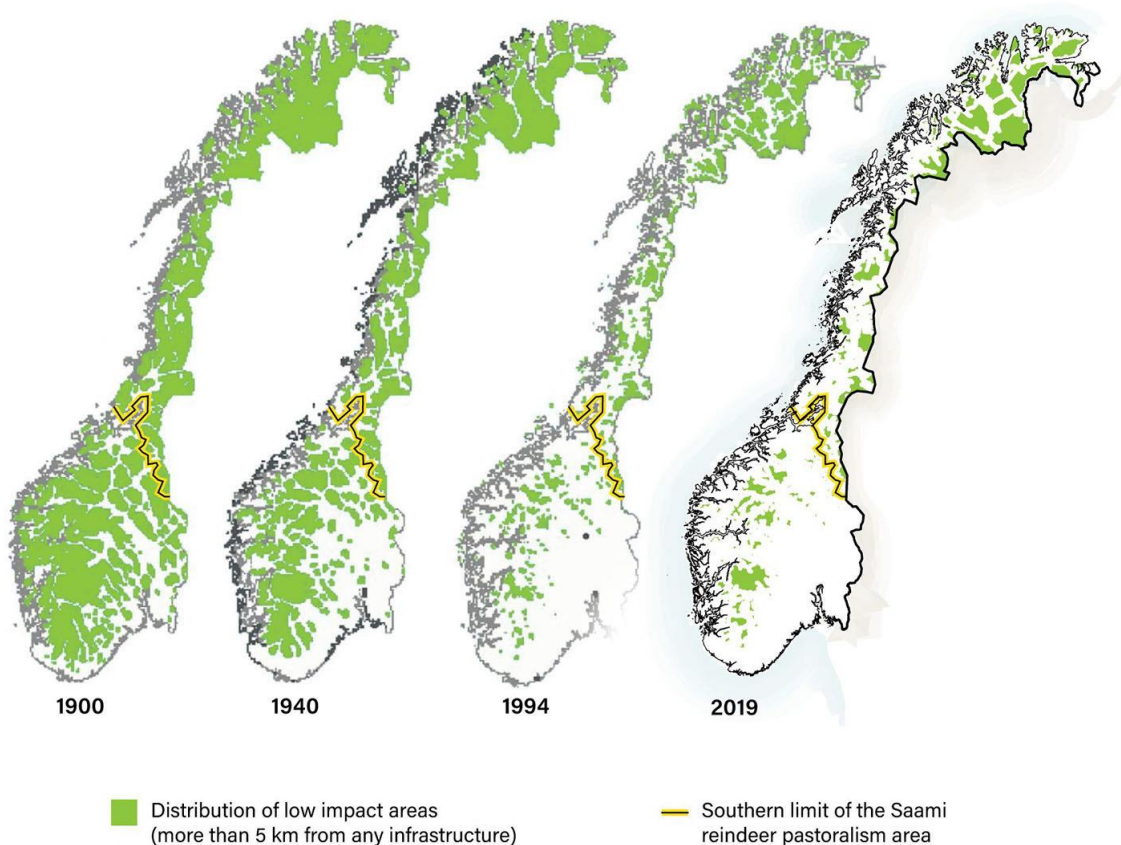 1900
1940
1994
2019
Distribution of low impact areas
(more than 5 km from any infrastructure)
Southern limit of the Saami
reindeer pastoralism area